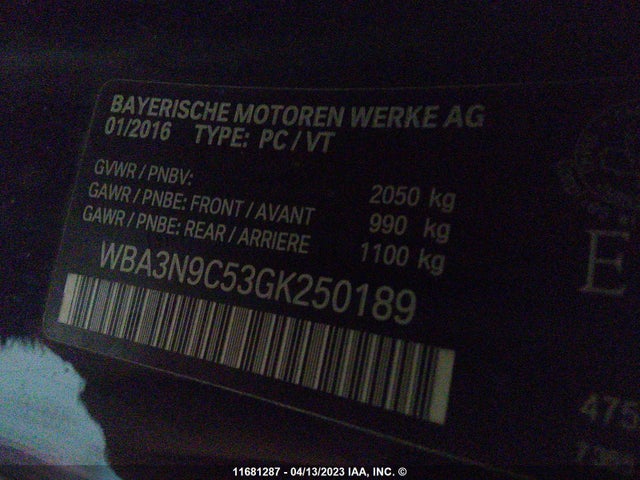 BAYERISCHE MOTOREN WERKE AG
01/2016 TYPE: PC / VT
GVWR / PNBV: 2050 kg
GAWR / PNBE: FRONT / AVANT 990 kg
GAWR / PNBE: REAR / ARRIERE 1100 kg
WBA3N9C53GK250189
E
475
11681287 - 04/13/2023 IAA, INC. ©